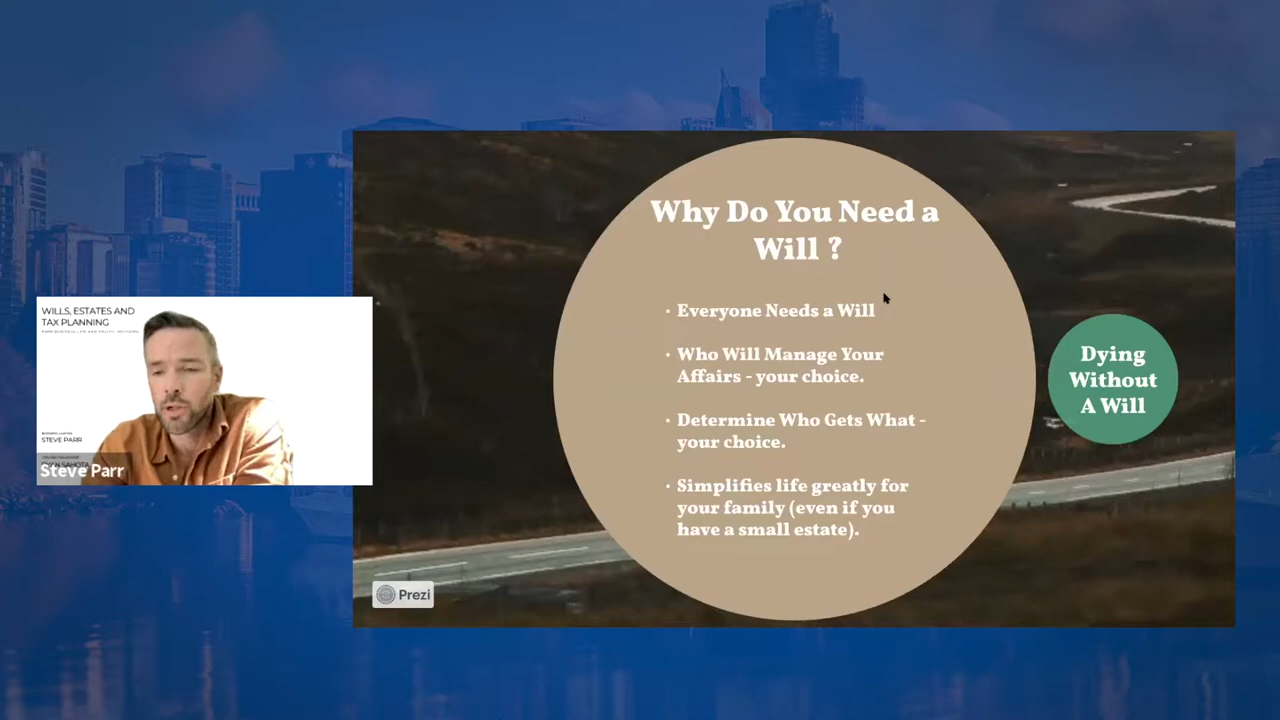 Why Do You Need a
Will ?
· Everyone Needs a Will
· Who Will Manage Your
Affairs - your choice.
· Determine Who Gets What -
your choice.
· Simplifies life greatly for
your family (even if you
have a small estate).
Dying
Without
A Will
WILLS, ESTATES AND
TAX PLANNING
STEVE PARR
Steve Parr
Prezi